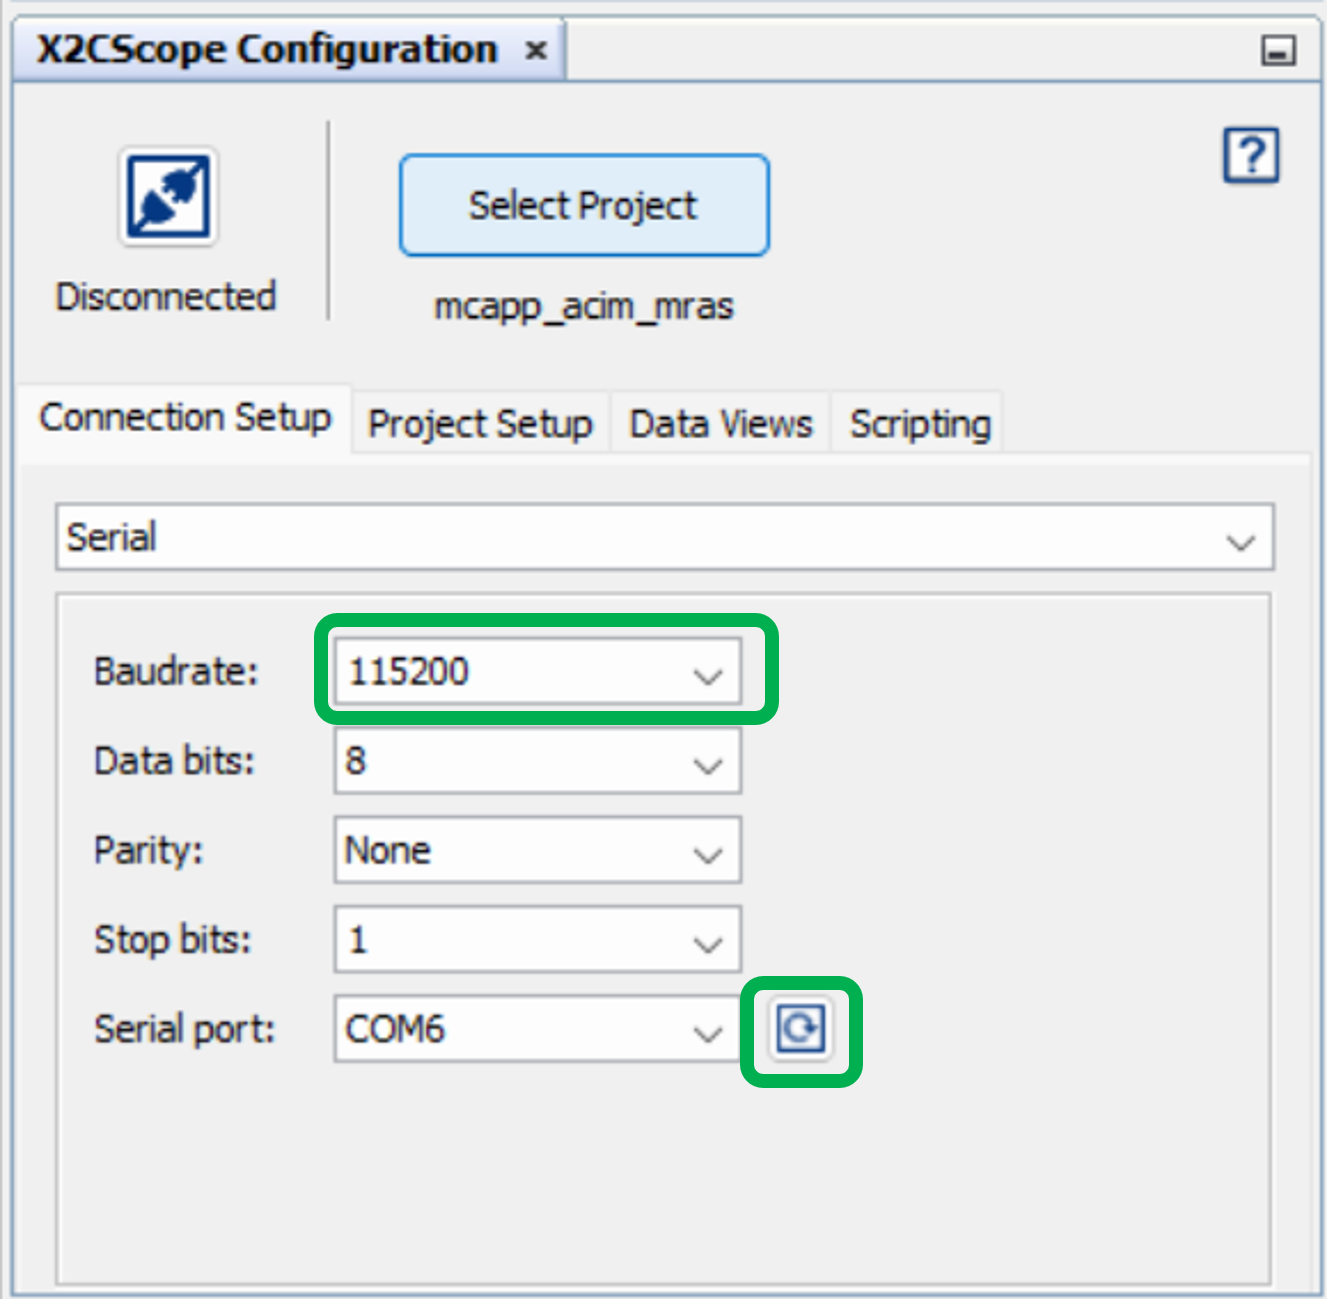 X2CScope Configuration ×
?
Select Project
Disconnected
mcapp_acim_mras
Connection Setup Project Setup Data Views Scripting
Serial
Baudrate: 115200
Data bits: 8
Parity: None
Stop bits: 1
Serial port: COM6